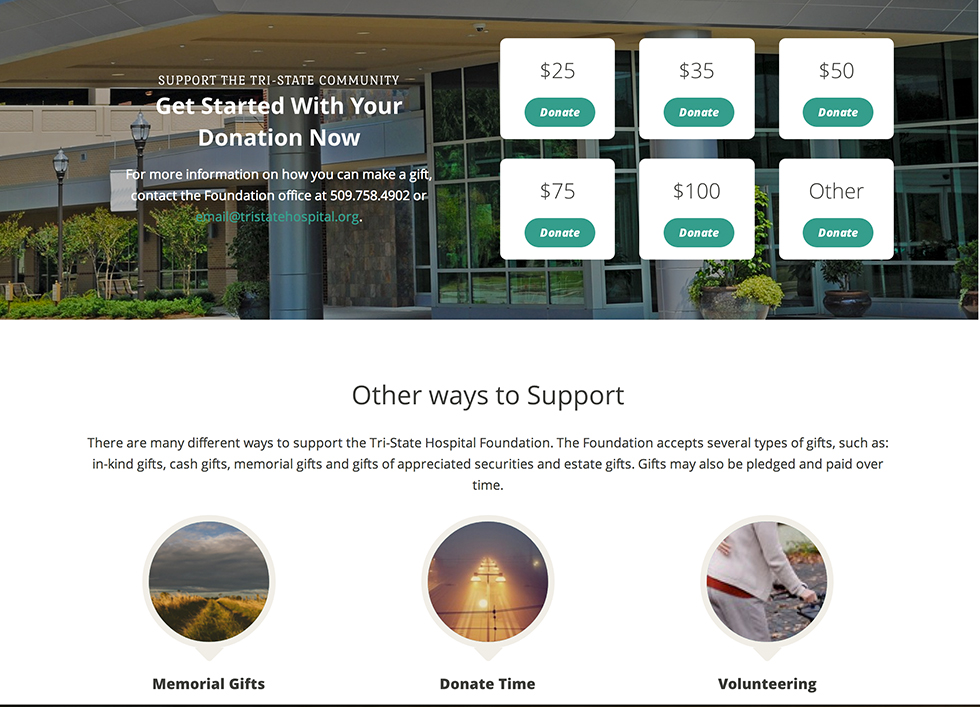 SUPPORT THE TRI-STATE COMMUNITY
Get Started With Your
Donation Now
For more information on how you can make a gift,
contact the Foundation office at 509.758.4902 or
email@tristatehospital.org.
$25
Donate
$35
Donate
$50
Donate
$75
Donate
$100
Donate
Other
Donate
Other ways to Support
There are many different ways to support the Tri-State Hospital Foundation. The Foundation accepts several types of gifts, such as:
in-kind gifts, cash gifts, memorial gifts and gifts of appreciated securities and estate gifts. Gifts may also be pledged and paid over
time.
Memorial Gifts
Donate Time
Volunteering